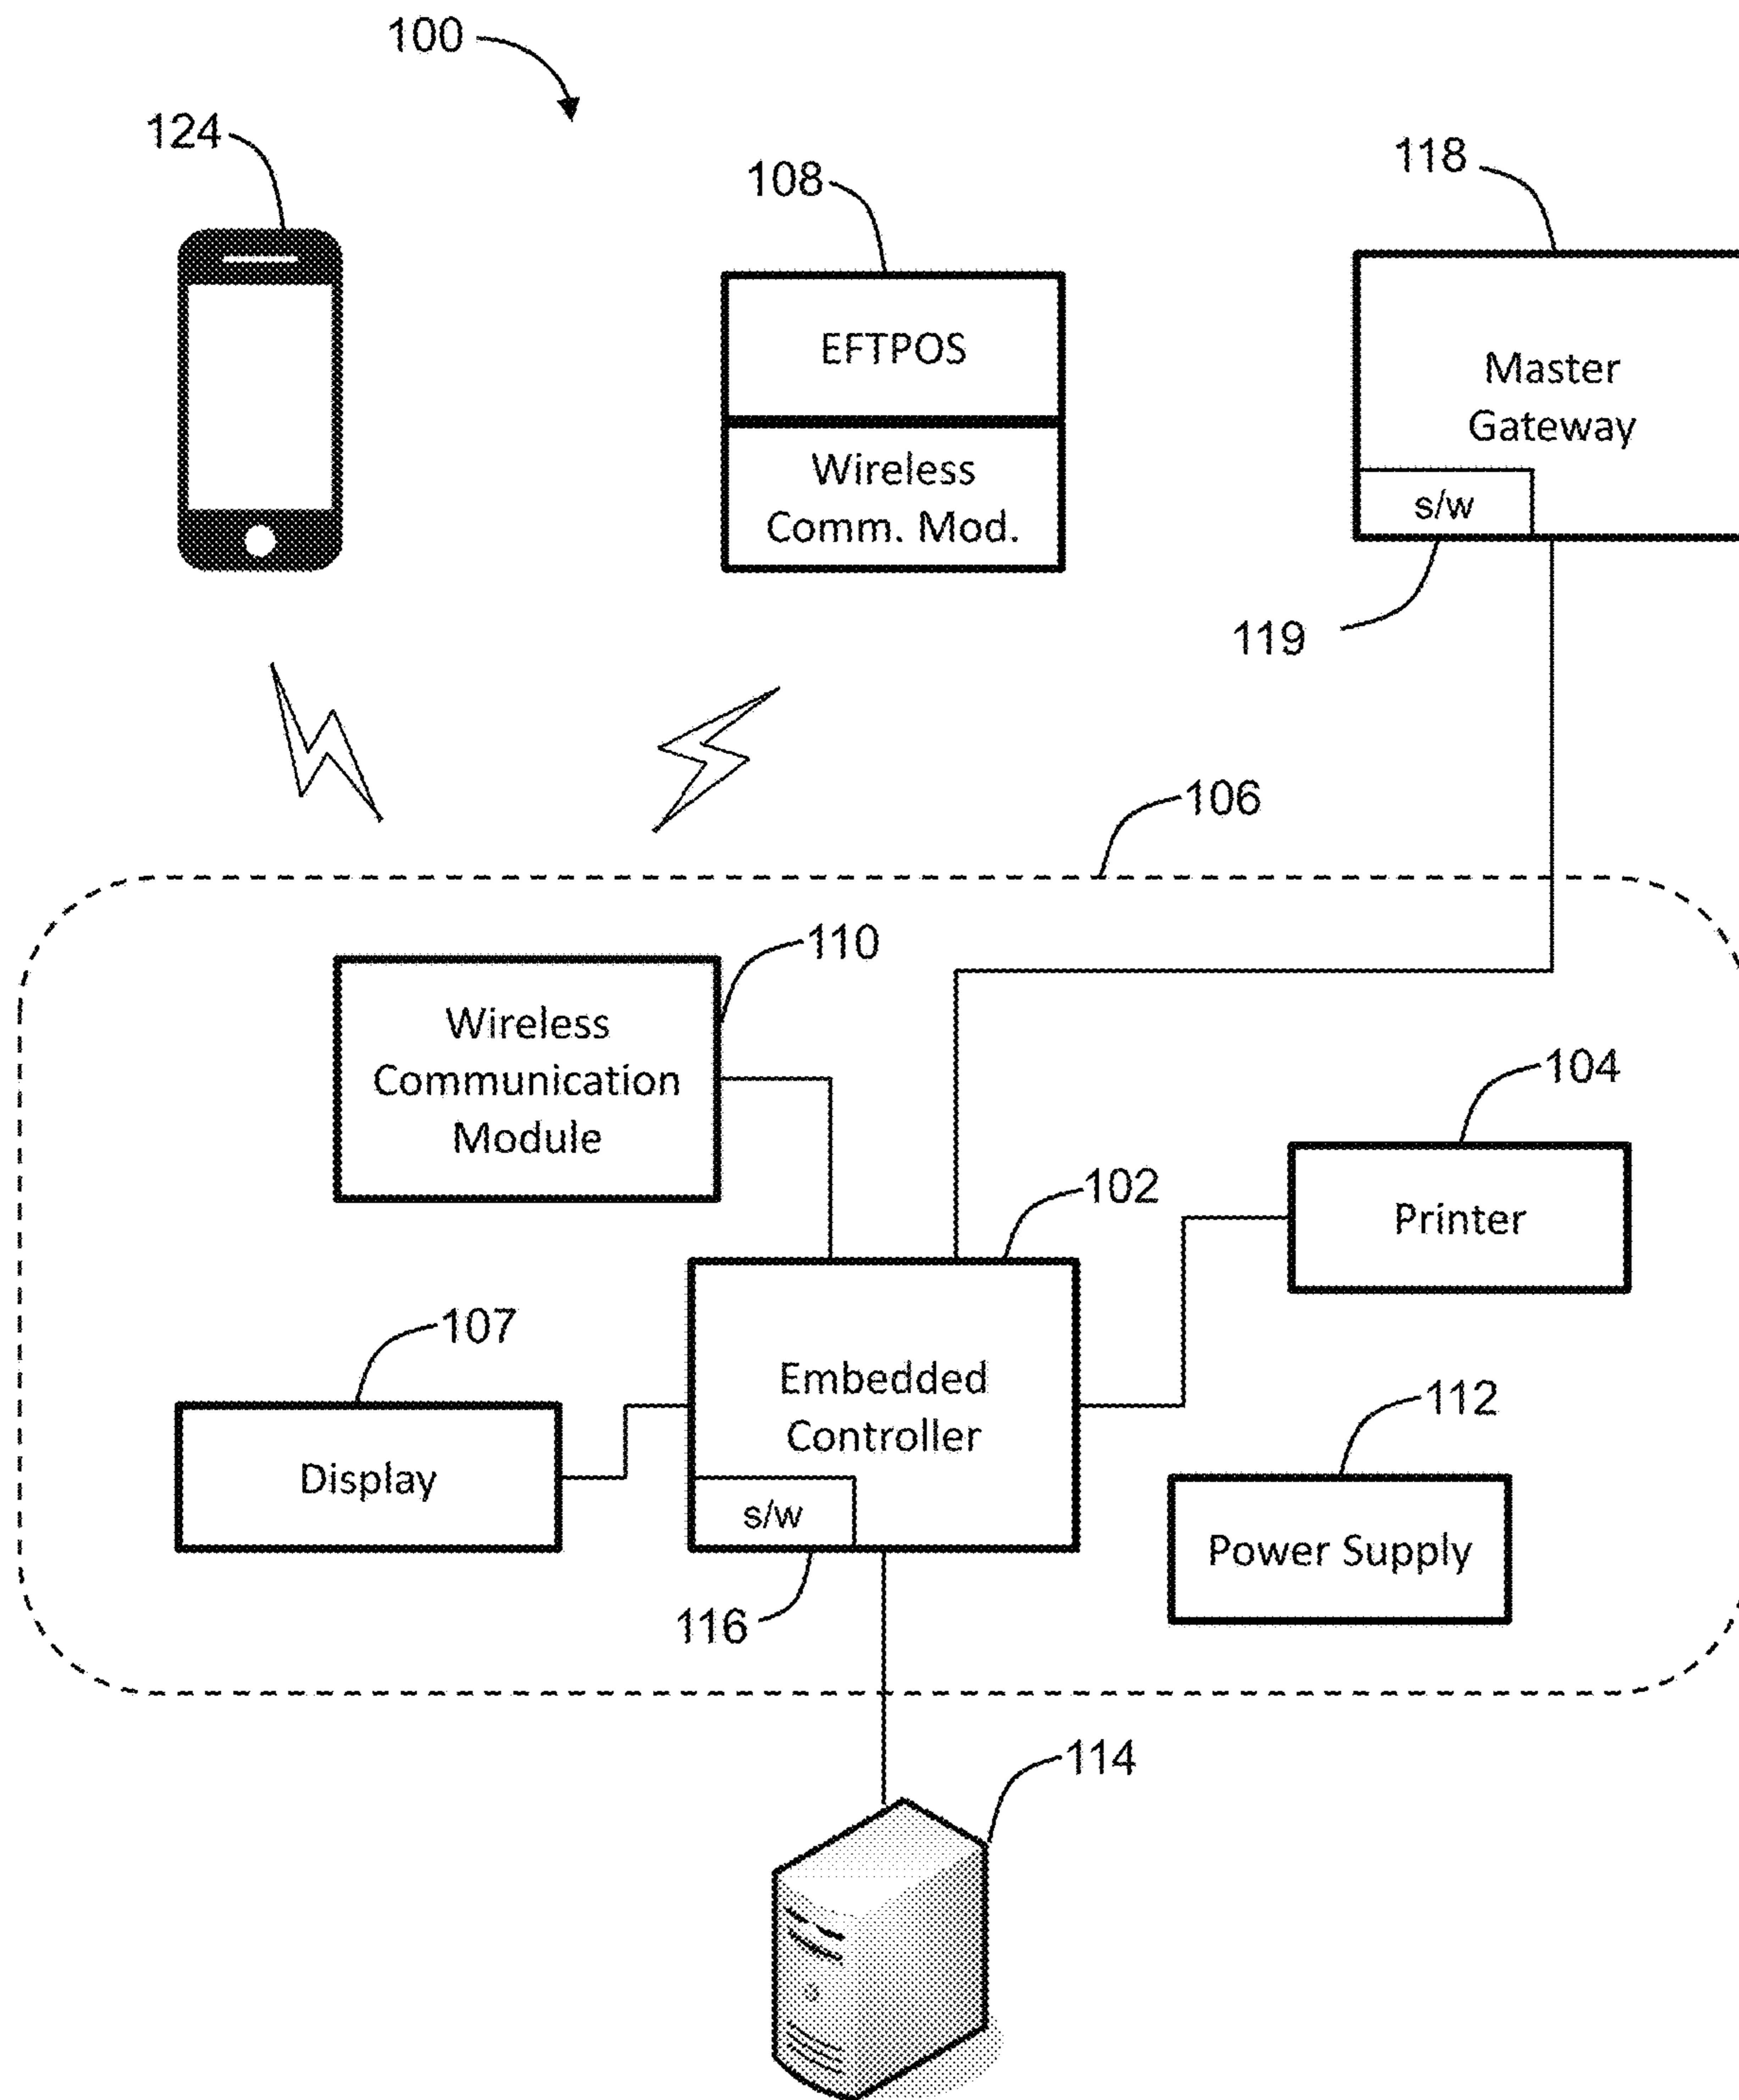 100
124
108
118
EFTPOS
Master
Gateway
Wireless
Comm. Mod.
s/w
119
106
110
Wireless
Communication
Module
104
102
Printer
107
Embedded
Controller
112
Display
s/w
Power Supply
116
114